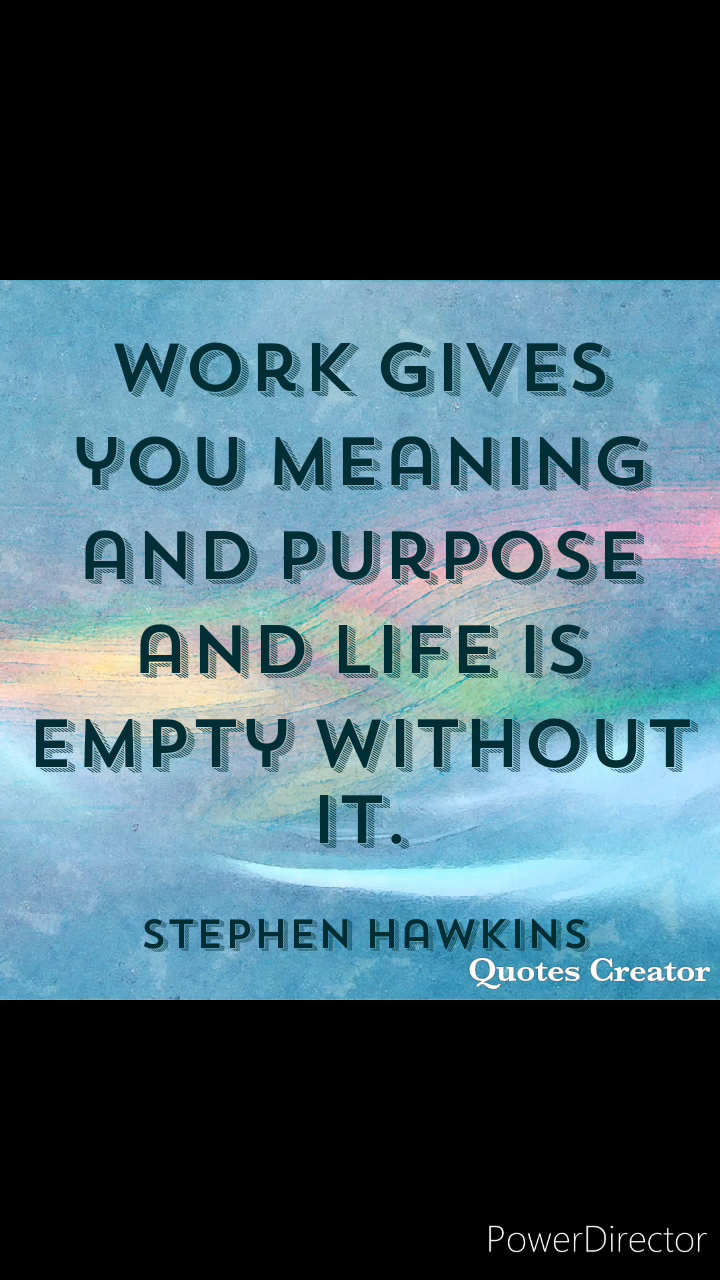 WORK GIVES
YOU MEANING
AND PURPOSE
AND LIFE IS
EMPTY WITHOUT
IT.
STEPHEN HAWKINS
Quotes Creator
PowerDirector